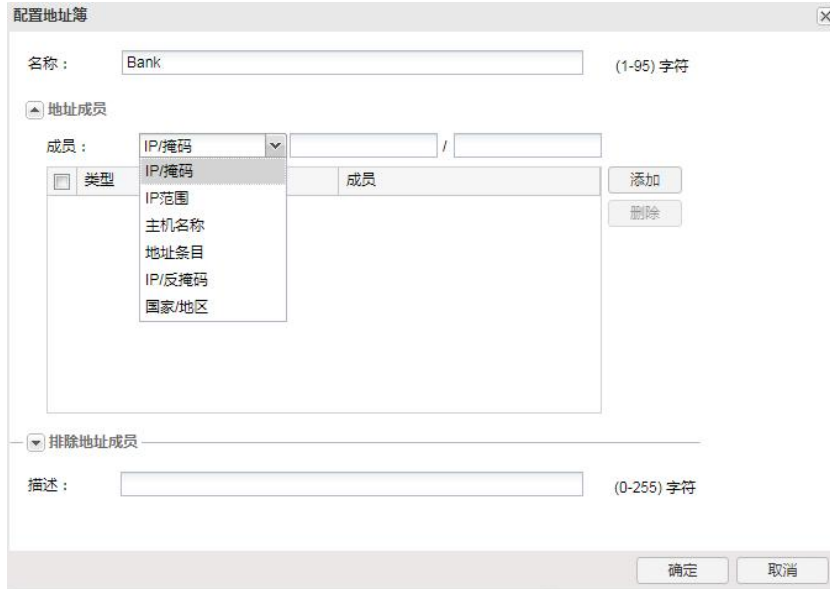 配置地址簿
名称： Bank (1-95) 字符
地址成员
成员： IP/掩码 /
类型 成员 添加
IP/掩码
IP范围
删除
主机名称
地址条目
IP/反掩码
国家/地区
排除地址成员
描述： (0-255) 字符
确定 取消